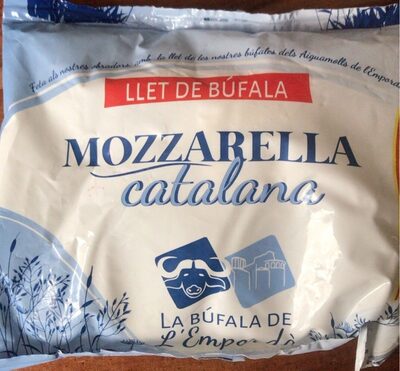 Feta als nostres obradors amb la llet de les nostres búfales dels Aiguamolls de l'Empordà
LLET DE BÚFALA
MOZZARELLA
catalana
LA BÚFALA DE
L'Empordà